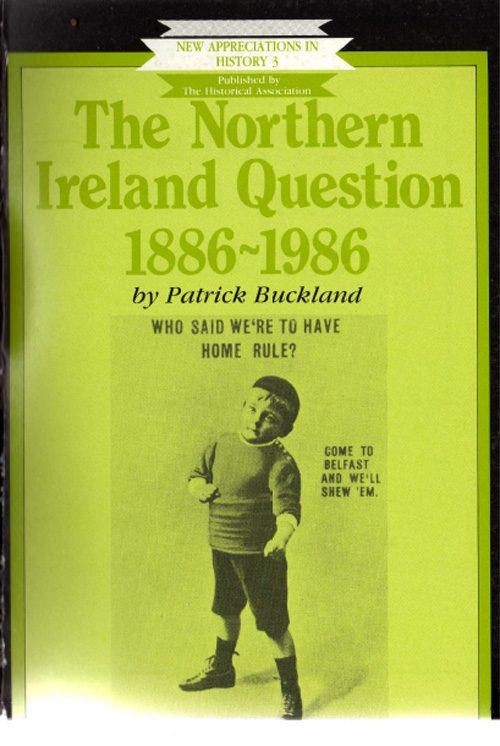 NEW APPRECIATIONS IN
HISTORY 3
Published by
The Historical Association
The Northern
Ireland Question
1886~1986
by Patrick Buckland
WHO SAID WE'RE TO HAVE
HOME RULE?
COME TO
BELFAST
AND WE'LL
SHEW 'EM.